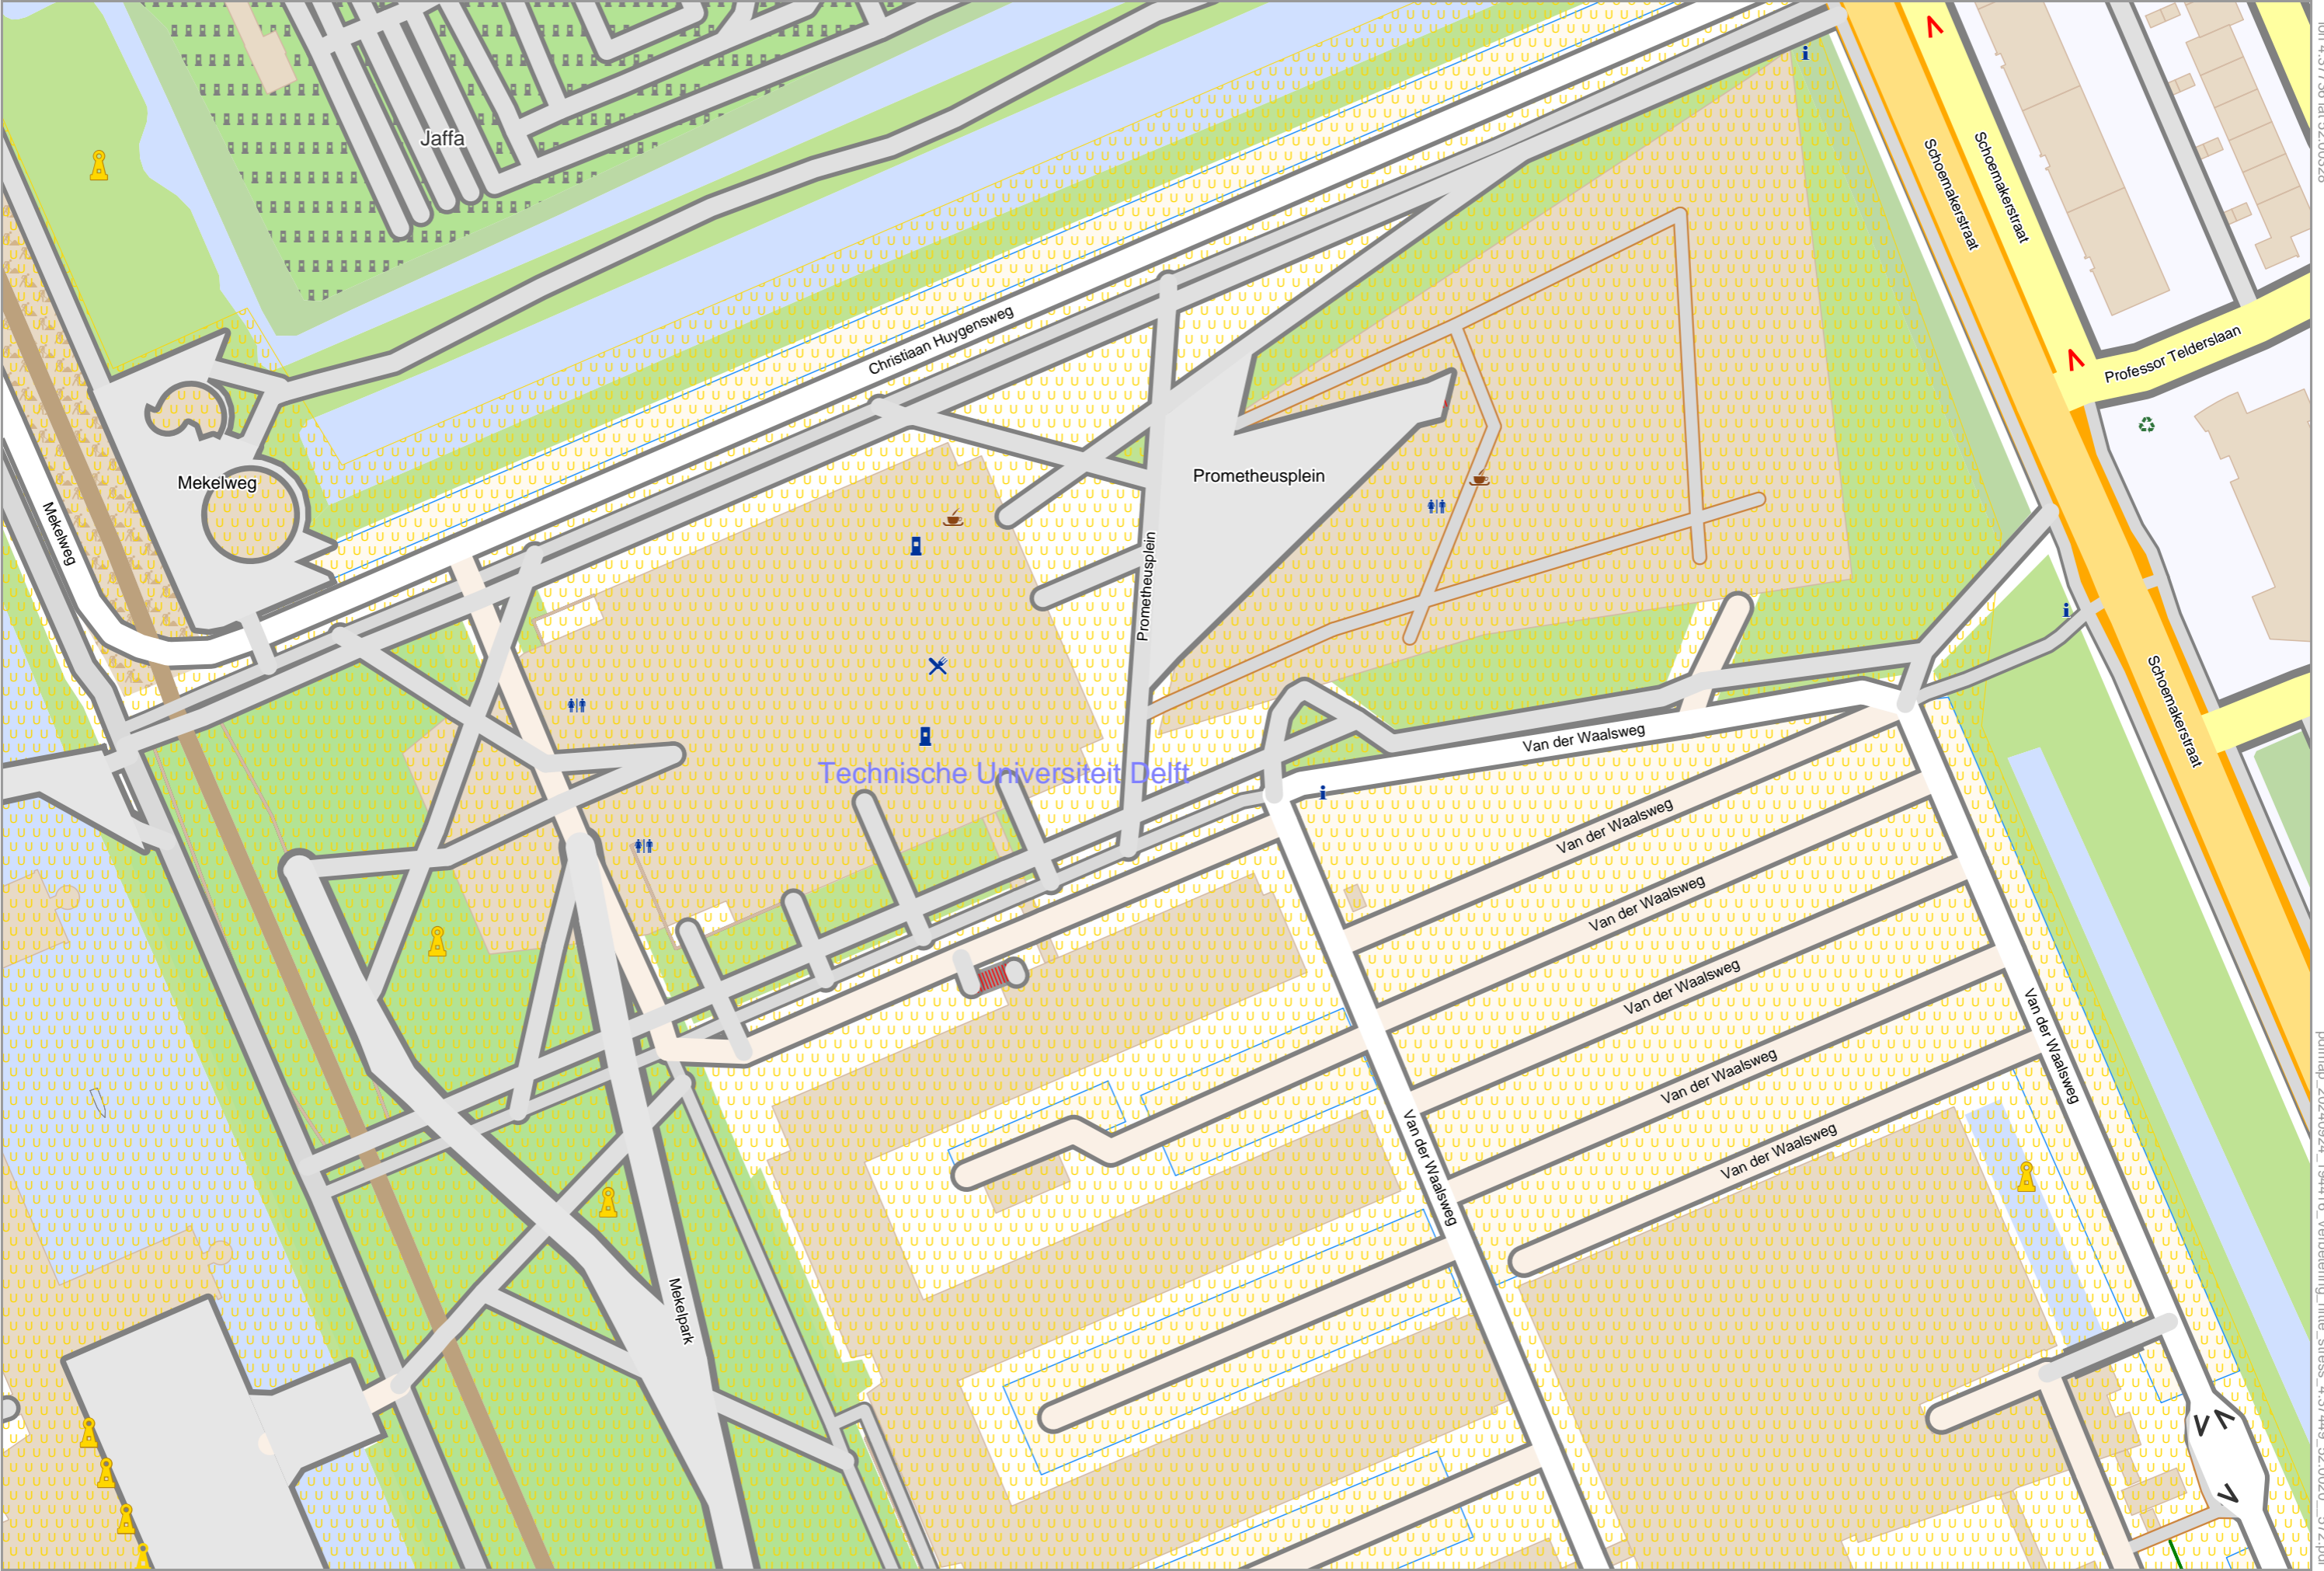 Jaffa
Schoemakerstraat
Schoemakerstraat
Christiaan Huygensweg
Professor Telderslaan
Mekelweg
Mekelweg
Prometheusplein
Prometheusplein
Schoemakerstraat
Van der Waalsweg
Technische Universiteit Delft
Van der Waalsweg
Van der Waalsweg
Van der Waalsweg
Van der Waalsweg
Van der Waalsweg
Van der Waalsweg
Van der Waalsweg
Mekelpark